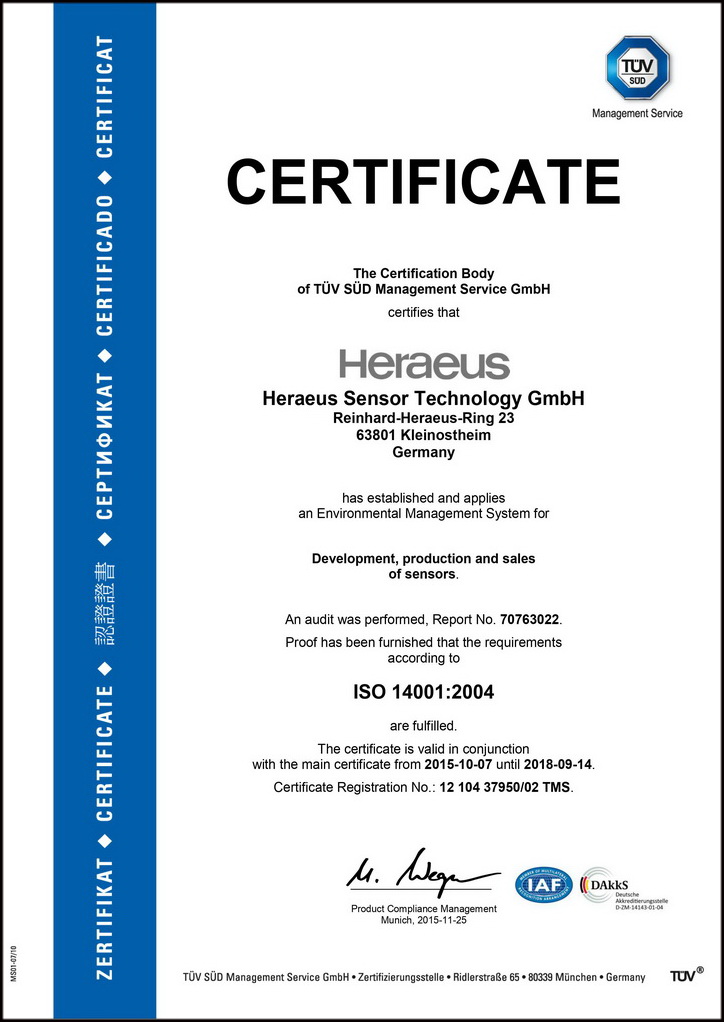 TÜV
SÜD
Management Service
CERTIFICATE
The Certification Body
of TÜV SÜD Management Service GmbH
certifies that
Heraeus
Heraeus Sensor Technology GmbH
Reinhard-Heraeus-Ring 23
63801 Kleinostheim
Germany
has established and applies
an Environmental Management System for
Development, production and sales
of sensors.
An audit was performed, Report No. 70763022.
Proof has been furnished that the requirements
according to
ISO 14001:2004
are fulfilled.
The certificate is valid in conjunction
with the main certificate from 2015-10-07 until 2018-09-14.
Certificate Registration No.: 12 104 37950/02 TMS.
Product Compliance Management
Munich, 2015-11-25
MEMBER OF MULTILATERAL
IAF
RECOGNITION ARRANGEMENT
DAkkS
Deutsche
Akkreditierungsstelle
D-ZM-14143-01-04
TÜV SÜD Management Service GmbH • Zertifizierungsstelle • Ridlerstraße 65 • 80339 München • Germany
TÜV®
ZERTIFIKAT ◆ CERTIFICATE ◆ 認證證書 ◆ СЕРТИФИКАТ ◆ CERTIFICADO ◆ CERTIFICAT
MS01-07/10